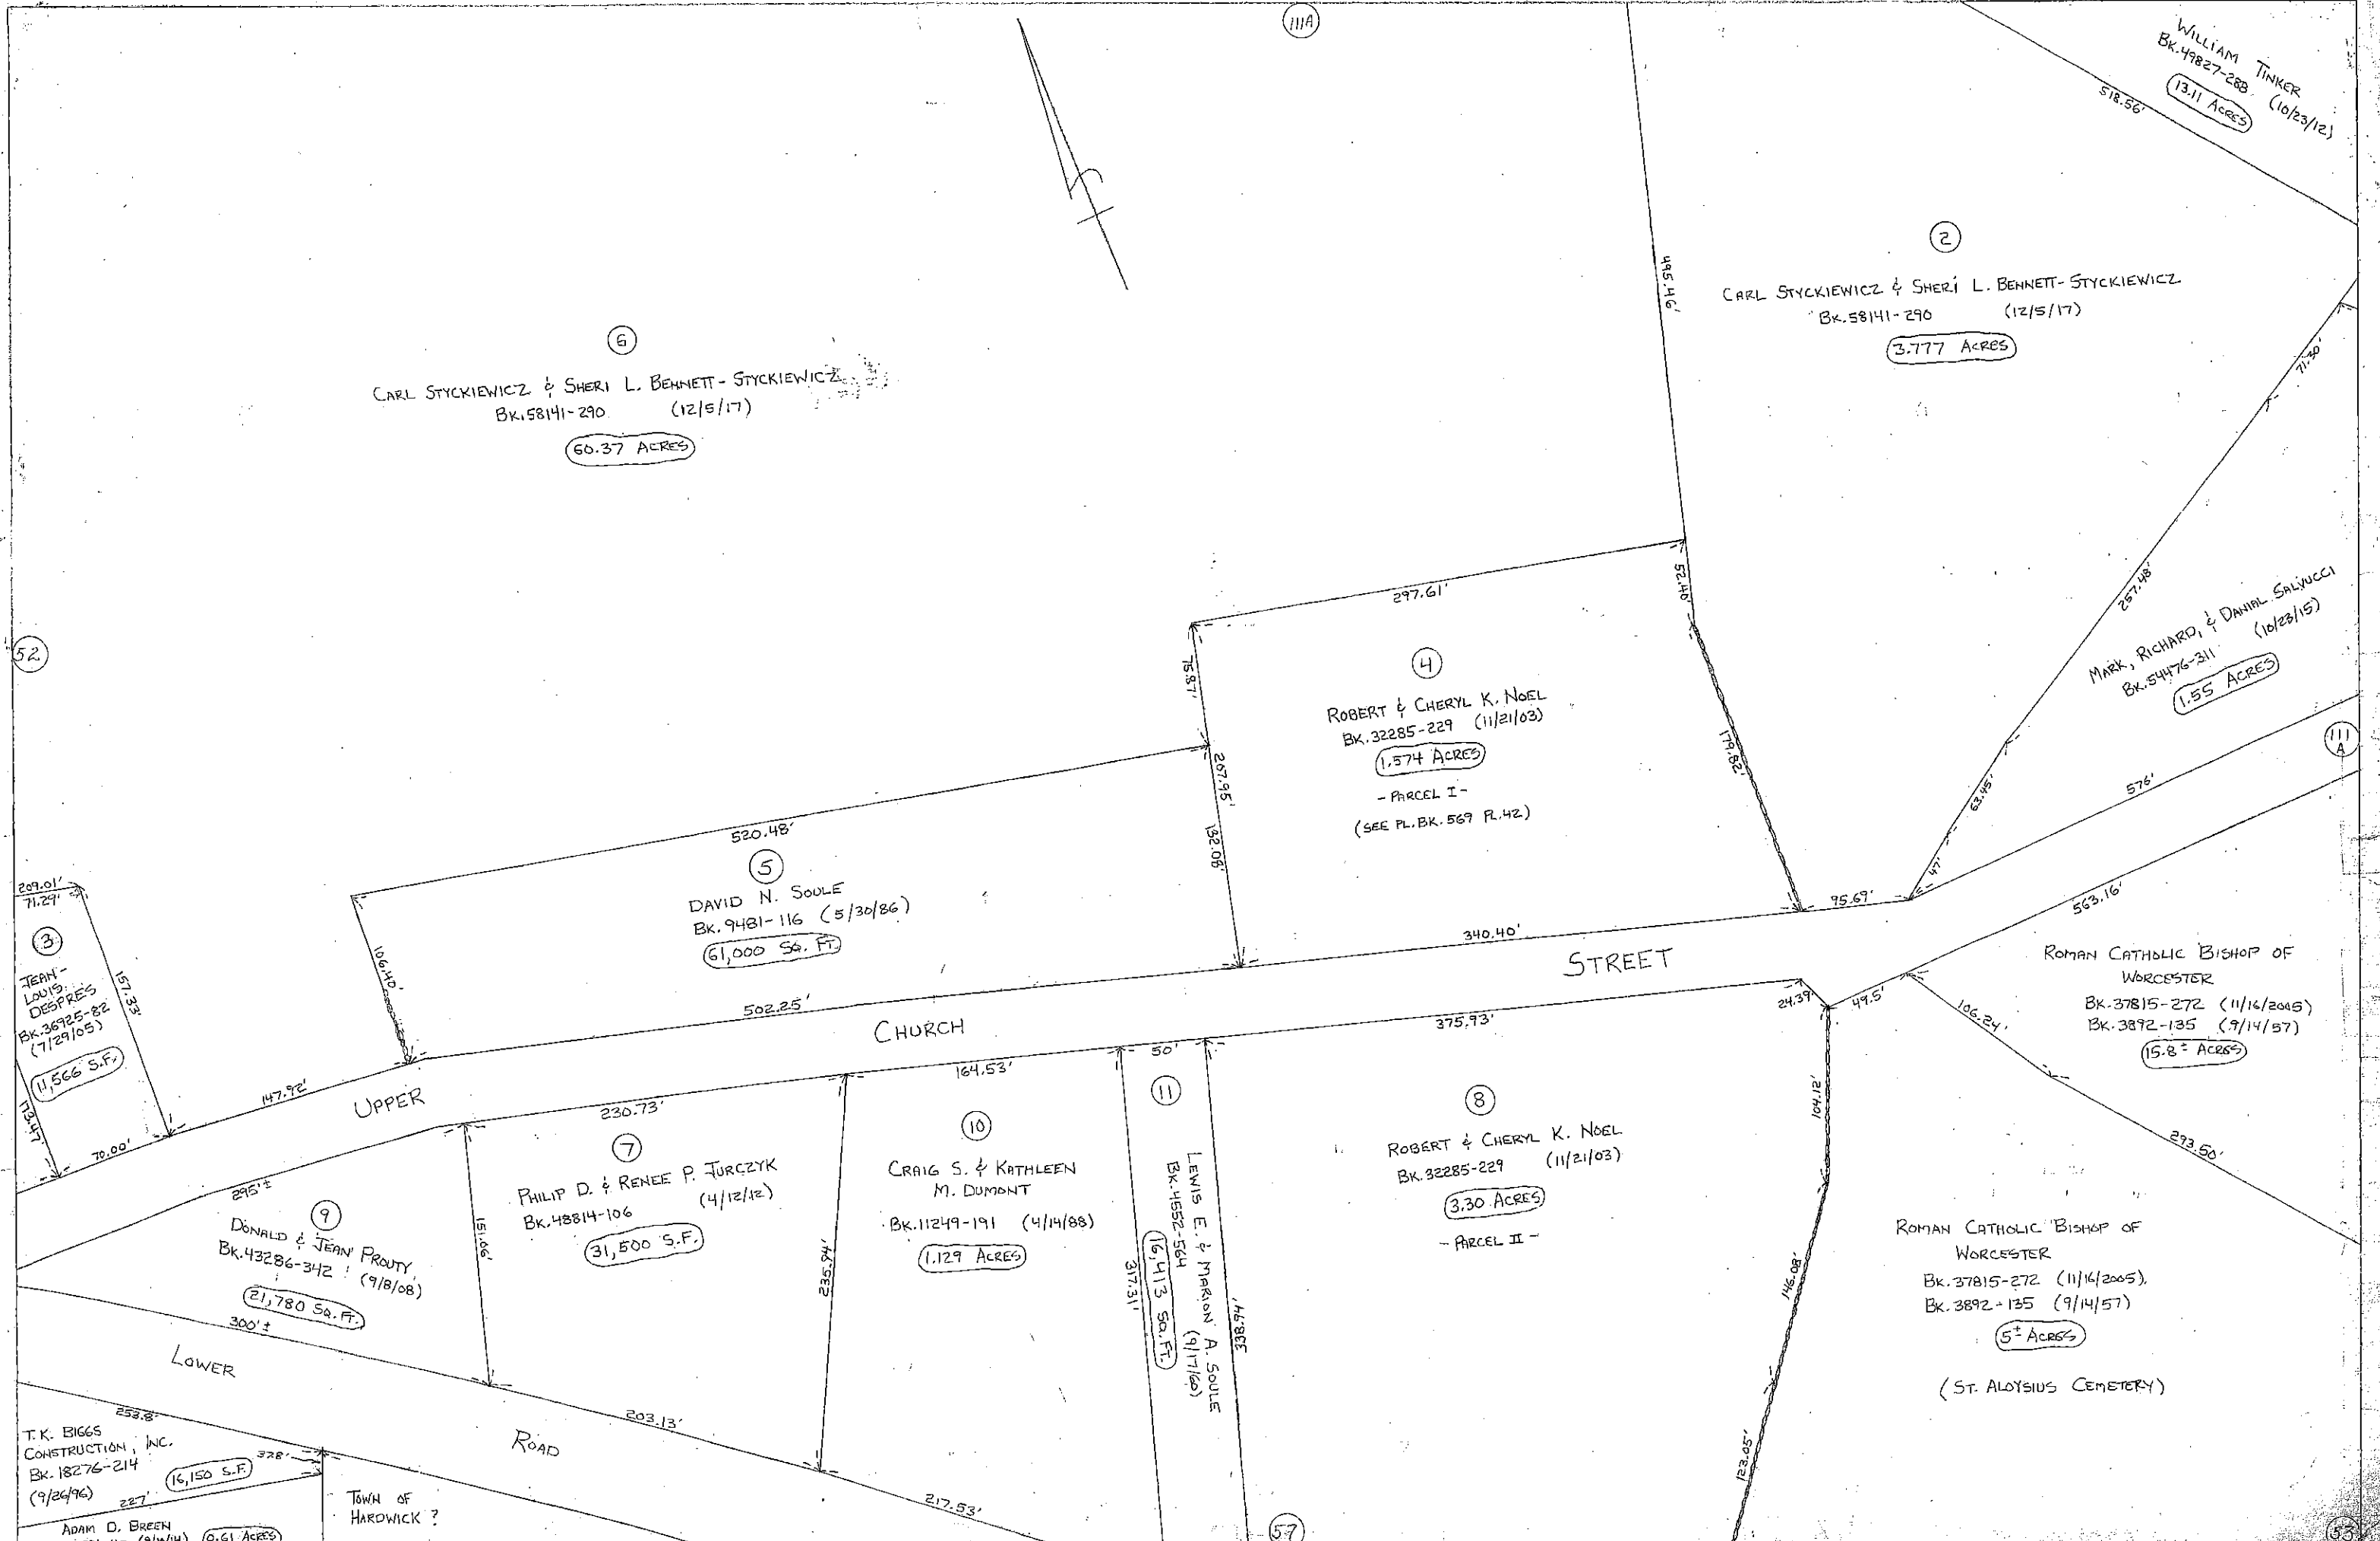 111A
WILLIAM TINKER
BK.49827-288 (10/23/12)
13.11 ACRES
518.56'
2
CARL STYCKIEWICZ & SHERI L. BENNETT-STYCKIEWICZ
BK.58141-290 (12/5/17)
3.777 ACRES
495.46'
71.30'
6
CARL STYCKIEWICZ & SHERI L. BENNETT-STYCKIEWICZ
BK.58141-290 (12/5/17)
60.37 ACRES
52
297.61'
52.40'
257.48'
MARK, RICHARD, & DANIAL SALVUCCI
BK.54476-311 (10/23/15)
1.55 ACRES
111
A
75.87'
4
ROBERT & CHERYL K. NOEL
BK.32285-229 (11/21/03)
1.574 ACRES
- PARCEL I -
(SEE PL.BK.569 PL.42)
207.95'
132.08'
179.82'
63.45'
47'
576'
520.48'
5
DAVID N. SOULE
BK.9481-116 (5/30/86)
61,000 SQ. FT.
106.40'
502.25'
340.40'
95.69'
563.16'
209.01'
71.29'
3
JEAN-
LOUIS
DESPRES
BK.36925-82
(7/29/05)
11,566 S.F.
157.33'
173.47'
70.00'
147.92'
UPPER
CHURCH
STREET
24.39'
49.5'
106.24'
293.50'
ROMAN CATHOLIC BISHOP OF
WORCESTER
BK.37815-272 (11/16/2005)
BK.3892-135 (9/14/57)
15.8± ACRES
295'±
9
DONALD & JEAN PROUTY
BK.43286-342 (9/8/08)
21,780 SQ.FT.
300'±
230.73'
7
PHILIP D. & RENEE P. JURCZYK
BK.48814-106 (4/12/12)
31,500 S.F.
151.06'
203.13'
164.53'
10
CRAIG S. & KATHLEEN
M. DUMONT
BK.11249-191 (4/14/88)
1.129 ACRES
235.94'
217.53'
50'
11
LEWIS E. & MARION A. SOULE
BK.4552-564 (9/17/60)
16,413 SQ.FT.
317.31'
338.94'
375.93'
8
ROBERT & CHERYL K. NOEL
BK.32285-229 (11/21/03)
3.30 ACRES
- PARCEL II -
104.12'
146.08'
123.05'
ROMAN CATHOLIC BISHOP OF
WORCESTER
BK.37815-272 (11/16/2005)
BK.3892-135 (9/14/57)
5± ACRES
(ST. ALOYSIUS CEMETERY)
LOWER
ROAD
253.8'
T.K. BIGGS
CONSTRUCTION, INC.
BK.18276-214
(9/26/96)
16,150 S.F.
328'
227'
TOWN OF
HARDWICK ?
ADAM D. BREEN
0.61 ACRES
57
53